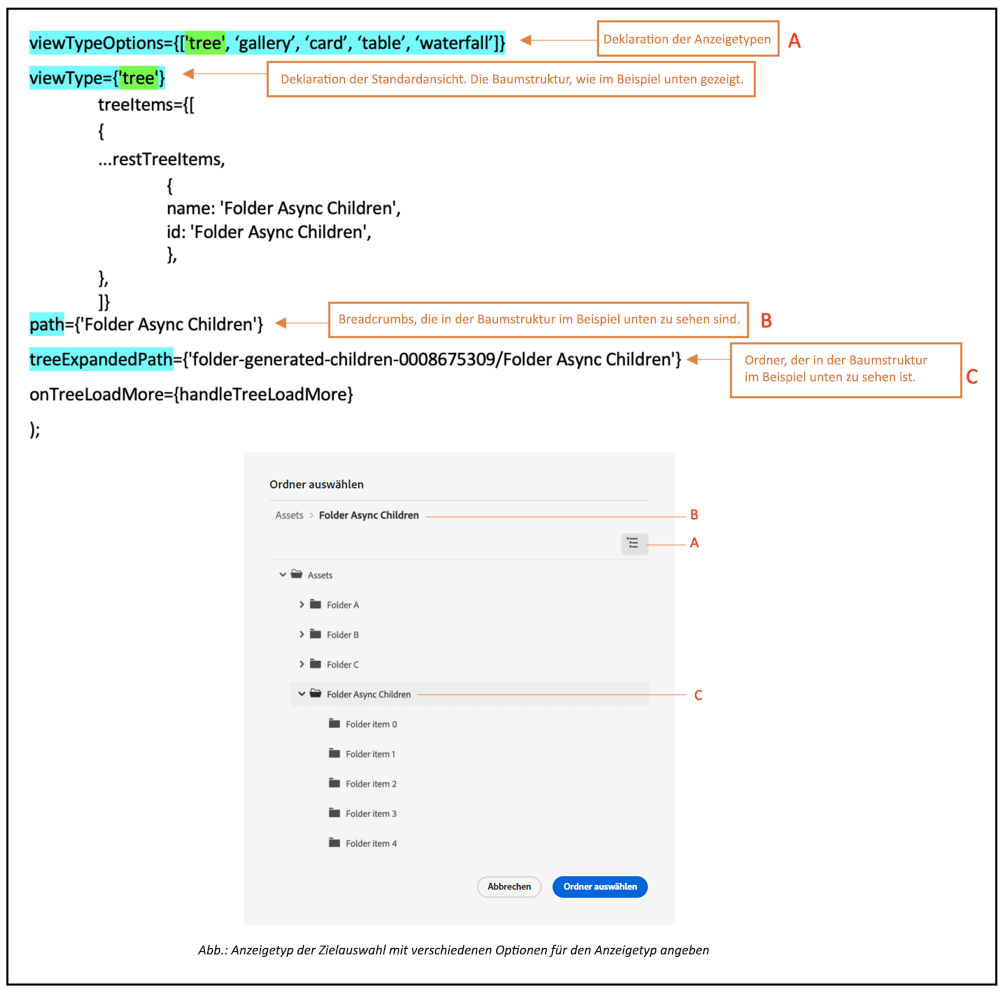 viewTypeOptions={['tree', ‘gallery’, ‘card’, ‘table’, ‘waterfall’]}
Deklaration der Anzeigetypen
A
viewType={'tree'}
Deklaration der Standardansicht. Die Baumstruktur, wie im Beispiel unten gezeigt.
treeItems={[
{
...restTreeItems,
{
name: 'Folder Async Children',
id: 'Folder Async Children',
},
},
]}
path={'Folder Async Children'}
Breadcrumbs, die in der Baumstruktur im Beispiel unten zu sehen sind.
B
treeExpandedPath={'folder-generated-children-0008675309/Folder Async Children'}
Ordner, der in der Baumstruktur
im Beispiel unten zu sehen ist.
C
onTreeLoadMore={handleTreeLoadMore}
);
Ordner auswählen
Assets > Folder Async Children
B
A
Assets
Folder A
Folder B
Folder C
Folder Async Children
C
Folder item 0
Folder item 1
Folder item 2
Folder item 3
Folder item 4
Abbrechen
Ordner auswählen
Abb.: Anzeigetyp der Zielauswahl mit verschiedenen Optionen für den Anzeigetyp angeben